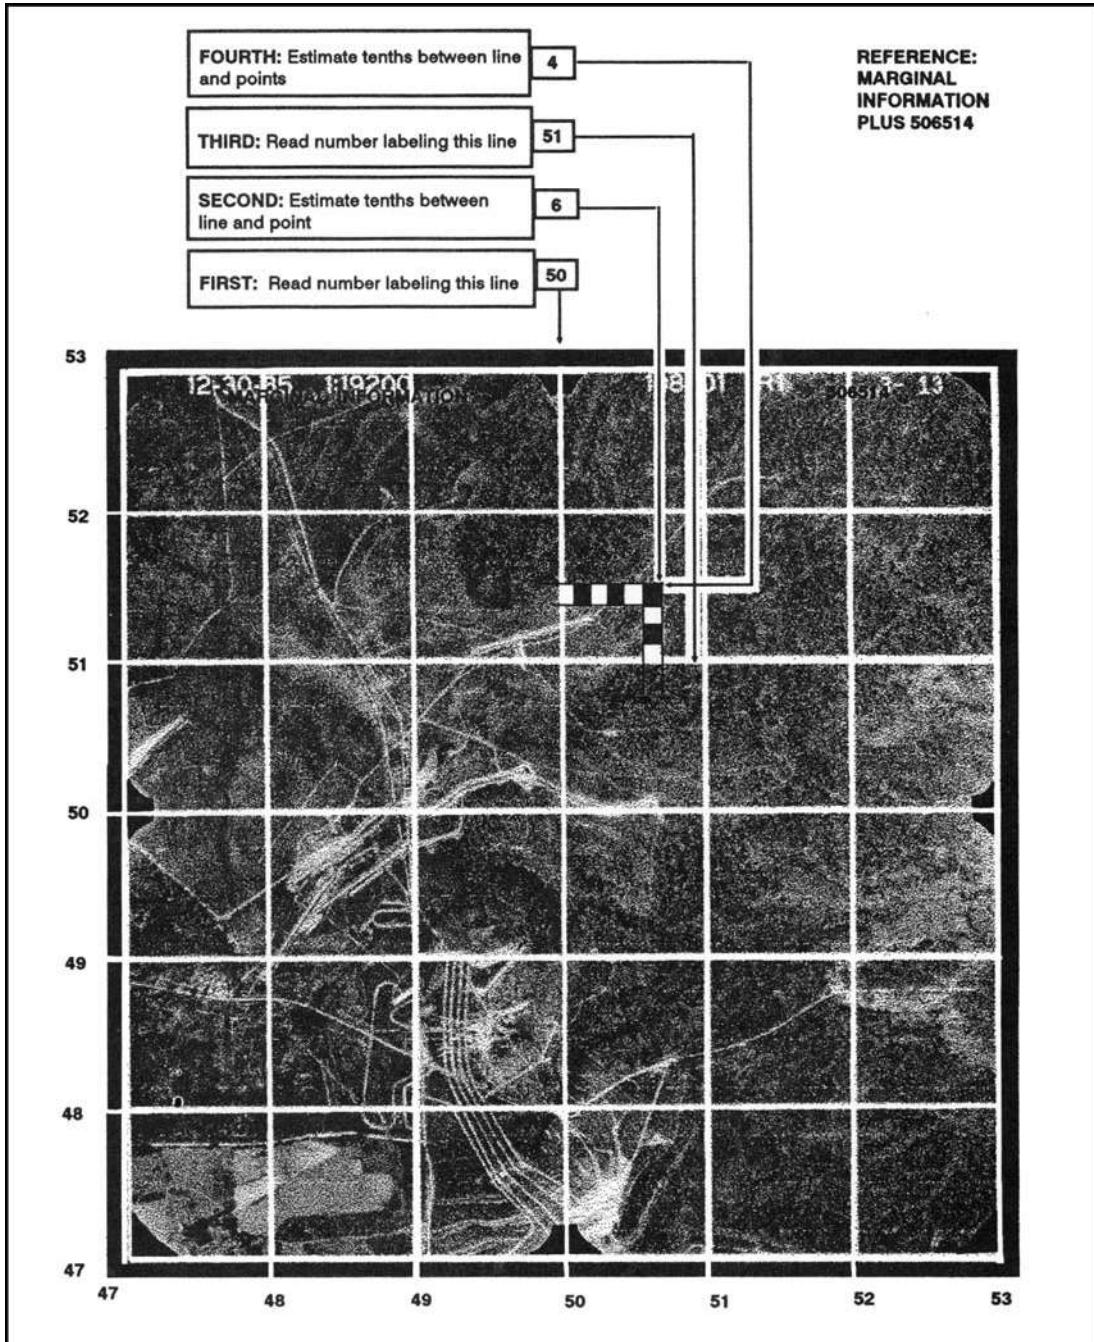 FOURTH: Estimate tenths between line
and points
4
THIRD: Read number labeling this line
51
SECOND: Estimate tenths between
line and point
6
FIRST: Read number labeling this line
50
REFERENCE:
MARGINAL
INFORMATION
PLUS 506514
53
12-30-85 1:19200
MARGINAL INFORMATION
506514
13
52
51
50
49
48
47
47
48
49
50
51
52
53